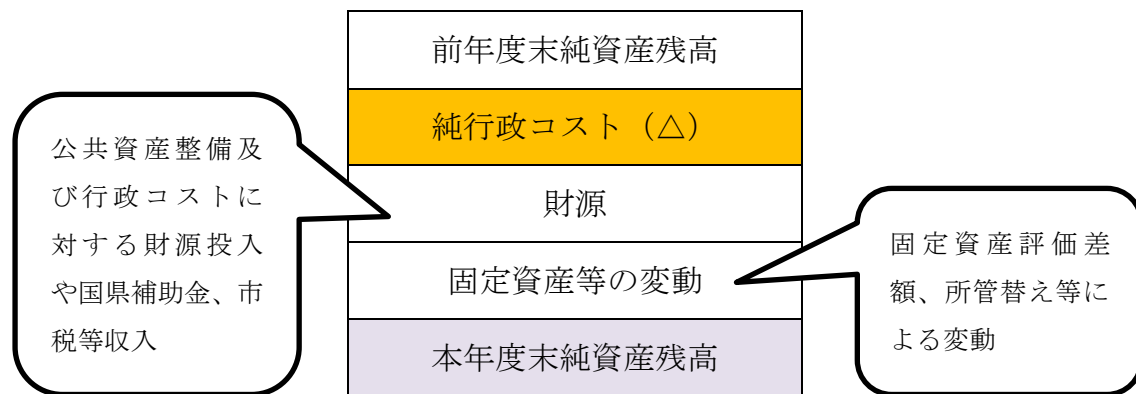 前年度末純資産残高
純行政コスト（△）
財源
固定資産等の変動
本年度末純資産残高
公共資産整備及
び行政コストに
対する財源投入
や国県補助金、市
税等収入
固定資産評価差
額、所管替え等に
よる変動